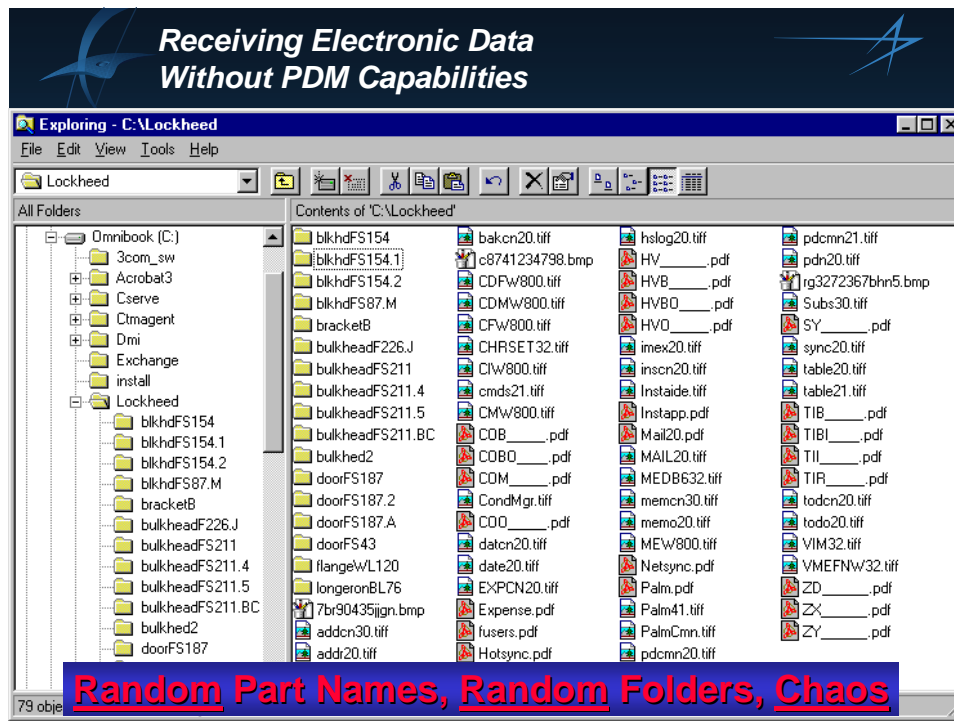 Receiving Electronic Data
Without PDM Capabilities
Exploring - C:\Lockheed
File Edit View Tools Help
Lockheed
All Folders
Contents of 'C:\Lockheed'
Omnibook (C:)
3com_sw
Acrobat3
Cserve
Ctmagent
Dmi
Exchange
install
Lockheed
blkhdFS154
blkhdFS154.1
blkhdFS154.2
blkhdFS87.M
bracketB
bulkheadF226.J
bulkheadFS211
bulkheadFS211.4
bulkheadFS211.5
bulkheadFS211.BC
bulkhed2
doorFS187
blkhdFS154
blkhdFS154.1
blkhdFS154.2
blkhdFS87.M
bracketB
bulkheadF226.J
bulkheadFS211
bulkheadFS211.4
bulkheadFS211.5
bulkheadFS211.BC
bulkhed2
doorFS187
doorFS187.2
doorFS187.A
doorFS43
flangeWL120
longeronBL76
7br90435jjgn.bmp
addcn30.tiff
addr20.tiff
bakcn20.tiff
c8741234798.bmp
CDFW800.tiff
CDMW800.tiff
CFW800.tiff
CHRSET32.tiff
CIW800.tiff
cmds21.tiff
CMW800.tiff
COB_____.pdf
COBO____.pdf
COM_____.pdf
CondMgr.tiff
COO_____.pdf
datcn20.tiff
date20.tiff
EXPCN20.tiff
Expense.pdf
fusers.pdf
Hotsync.pdf
hslog20.tiff
HV______.pdf
HVB_____.pdf
HVBO____.pdf
HVO_____.pdf
imex20.tiff
inscn20.tiff
Instaide.tiff
Instapp.pdf
Mail20.pdf
MAIL20.tiff
MEDB632.tiff
memcn30.tiff
memo20.tiff
MEW800.tiff
Netsync.pdf
Palm.pdf
Palm41.tiff
PalmCmn.tiff
pdcmn20.tiff
pdcmn21.tiff
pdn20.tiff
rg3272367bhn5.bmp
Subs30.tiff
SY______.pdf
sync20.tiff
table20.tiff
table21.tiff
TIB_____.pdf
TIBI____.pdf
TII_____.pdf
TIR_____.pdf
todcn20.tiff
todo20.tiff
VIM32.tiff
VMEFNW32.tiff
ZD______.pdf
ZX______.pdf
ZY______.pdf
Random Part Names, Random Folders, Chaos
79 obje